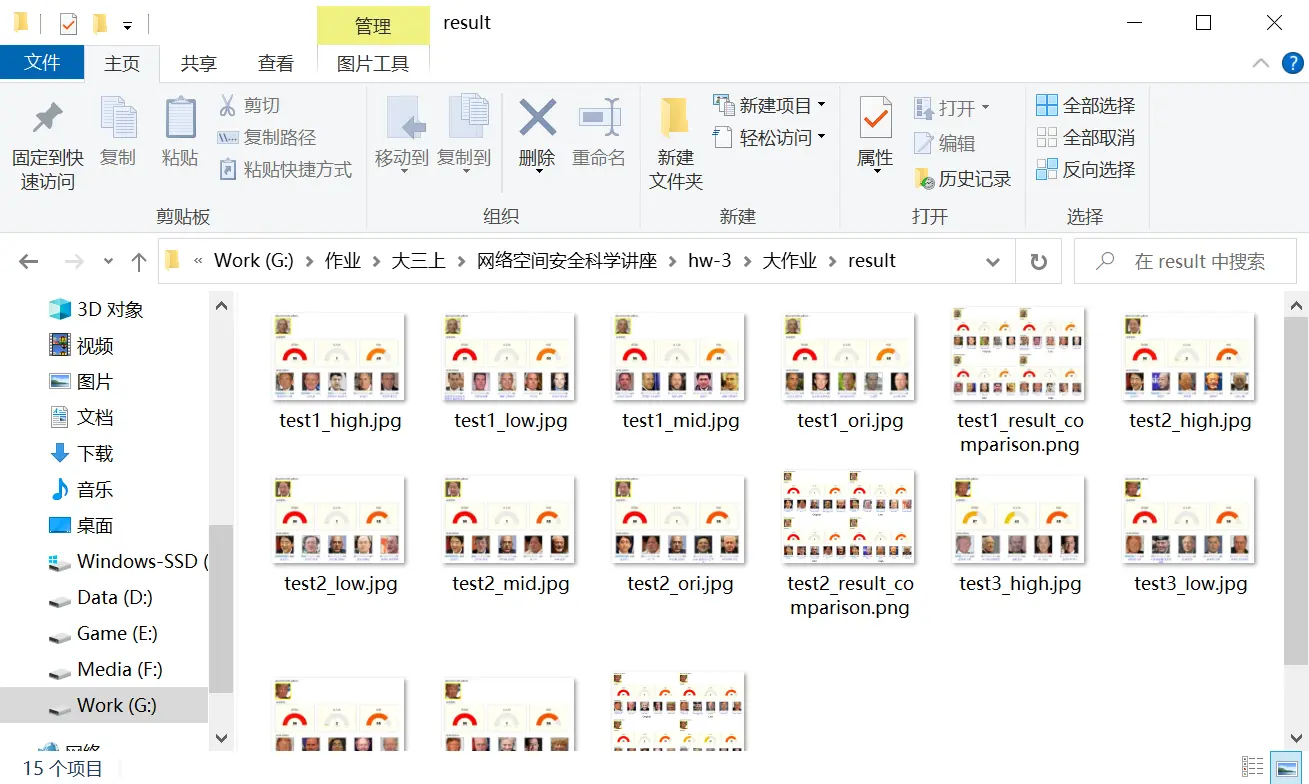 管理
result
文件
主页
共享
查看
图片工具
固定到快
速访问
复制
粘贴
剪切
复制路径
粘贴快捷方式
剪贴板
移动到
复制到
删除
重命名
组织
新建
文件夹
新建项目
轻松访问
新建
属性
打开
编辑
历史记录
打开
全部选择
全部取消
反向选择
选择
« Work (G:) › 作业 › 大三上 › 网络空间安全科学讲座 › hw-3 › 大作业 › result
在 result 中搜索
3D 对象
视频
图片
文档
下载
音乐
桌面
Windows-SSD (
Data (D:)
Game (E:)
Media (F:)
Work (G:)
网络
test1_high.jpg
test1_low.jpg
test1_mid.jpg
test1_ori.jpg
test1_result_co
mparison.png
test2_high.jpg
test2_low.jpg
test2_mid.jpg
test2_ori.jpg
test2_result_co
mparison.png
test3_high.jpg
test3_low.jpg
15 个项目